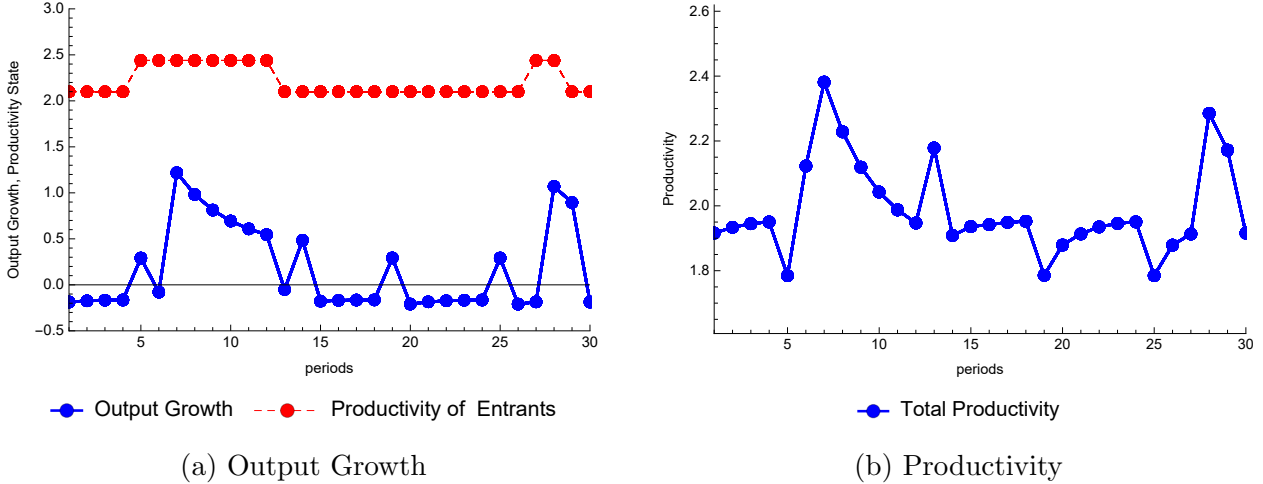 Output Growth, Productivity State
3.0
2.5
2.0
1.5
1.0
0.5
0.0
−0.5
5
10
15
20
25
30
periods
Output Growth
Productivity of Entrants
(a) Output Growth
Productivity
2.6
2.4
2.2
2.0
1.8
5
10
15
20
25
30
periods
Total Productivity
(b) Productivity